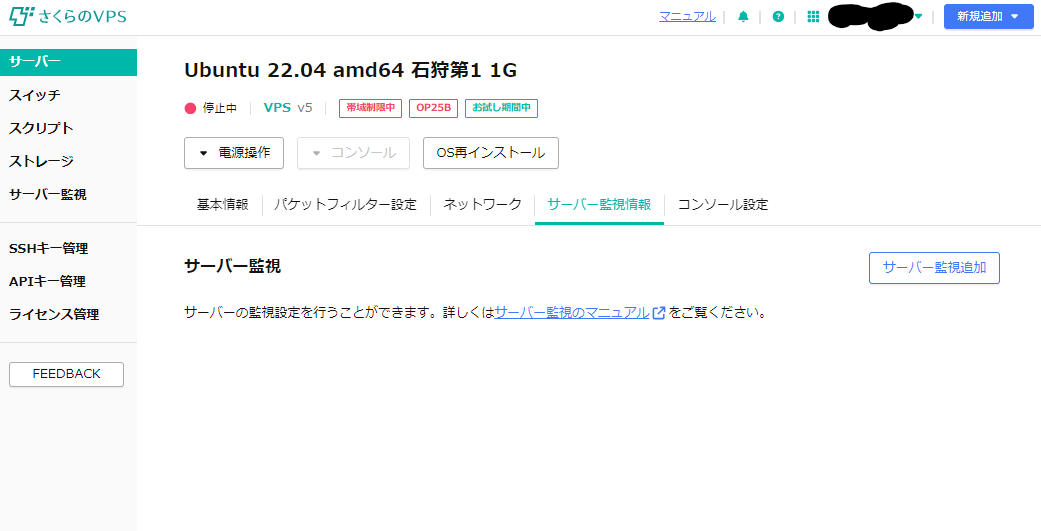 さくらのVPS
マニュアル
新規追加
サーバー
スイッチ
スクリプト
ストレージ
サーバー監視
SSHキー管理
APIキー管理
ライセンス管理
FEEDBACK
Ubuntu 22.04 amd64 石狩第1 1G
停止中 VPS v5 帯域制限中 OP25B お試し期間中
電源操作 コンソール OS再インストール
基本情報 パケットフィルター設定 ネットワーク サーバー監視情報 コンソール設定
サーバー監視
サーバー監視追加
サーバーの監視設定を行うことができます。詳しくはサーバー監視のマニュアルをご覧ください。